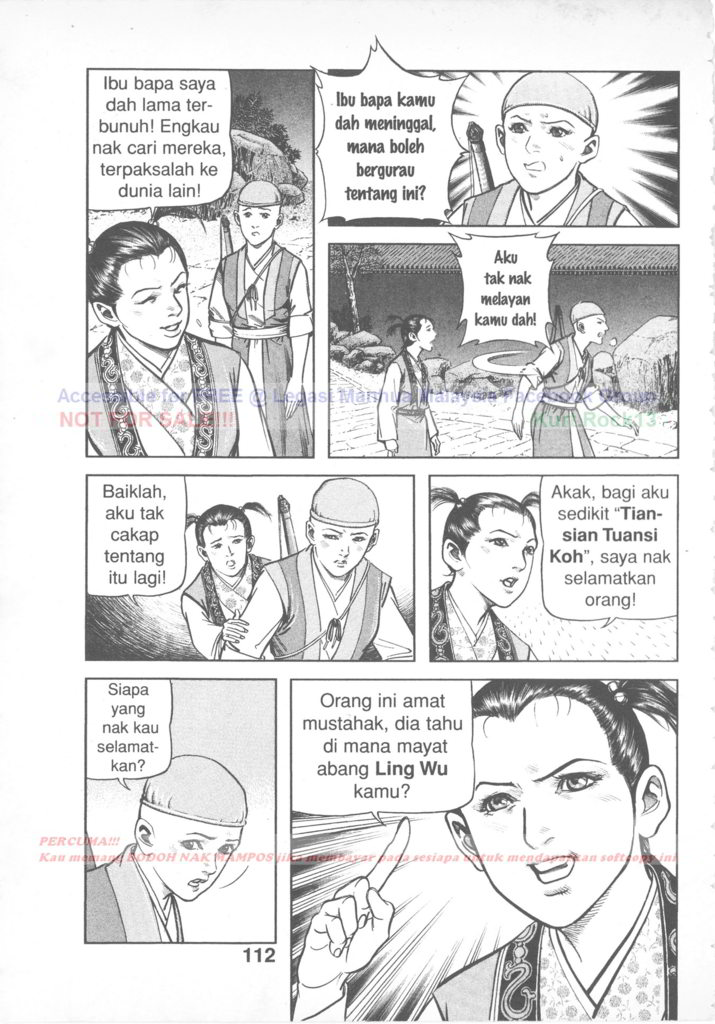 Ibu bapa saya
dah lama ter-
bunuh! Engkau
nak cari mereka,
terpaksalah ke
dunia lain!
Ibu bapa kamu
dah meninggal,
mana boleh
bergurau
tentang ini?
Aku
tak nak
melayan
kamu dah!
Accessible for FREE @ Legasi Manhua Malaysia Facebook Group
NOT FOR SALE!!!!
Kurt Rock13
Baiklah,
aku tak
cakap
tentang
itu lagi!
Akak, bagi aku
sedikit “Tian-
sian Tuansi
Koh”, saya nak
selamatkan
orang!
Siapa
yang
nak kau
selamat-
kan?
Orang ini amat
mustahak, dia tahu
di mana mayat
abang Ling Wu
kamu?
PERCUMA!!!
Kau memang BODOH NAK MAMPOS jika membayar pada sesiapa untuk mendapatkan softcopy ini
112